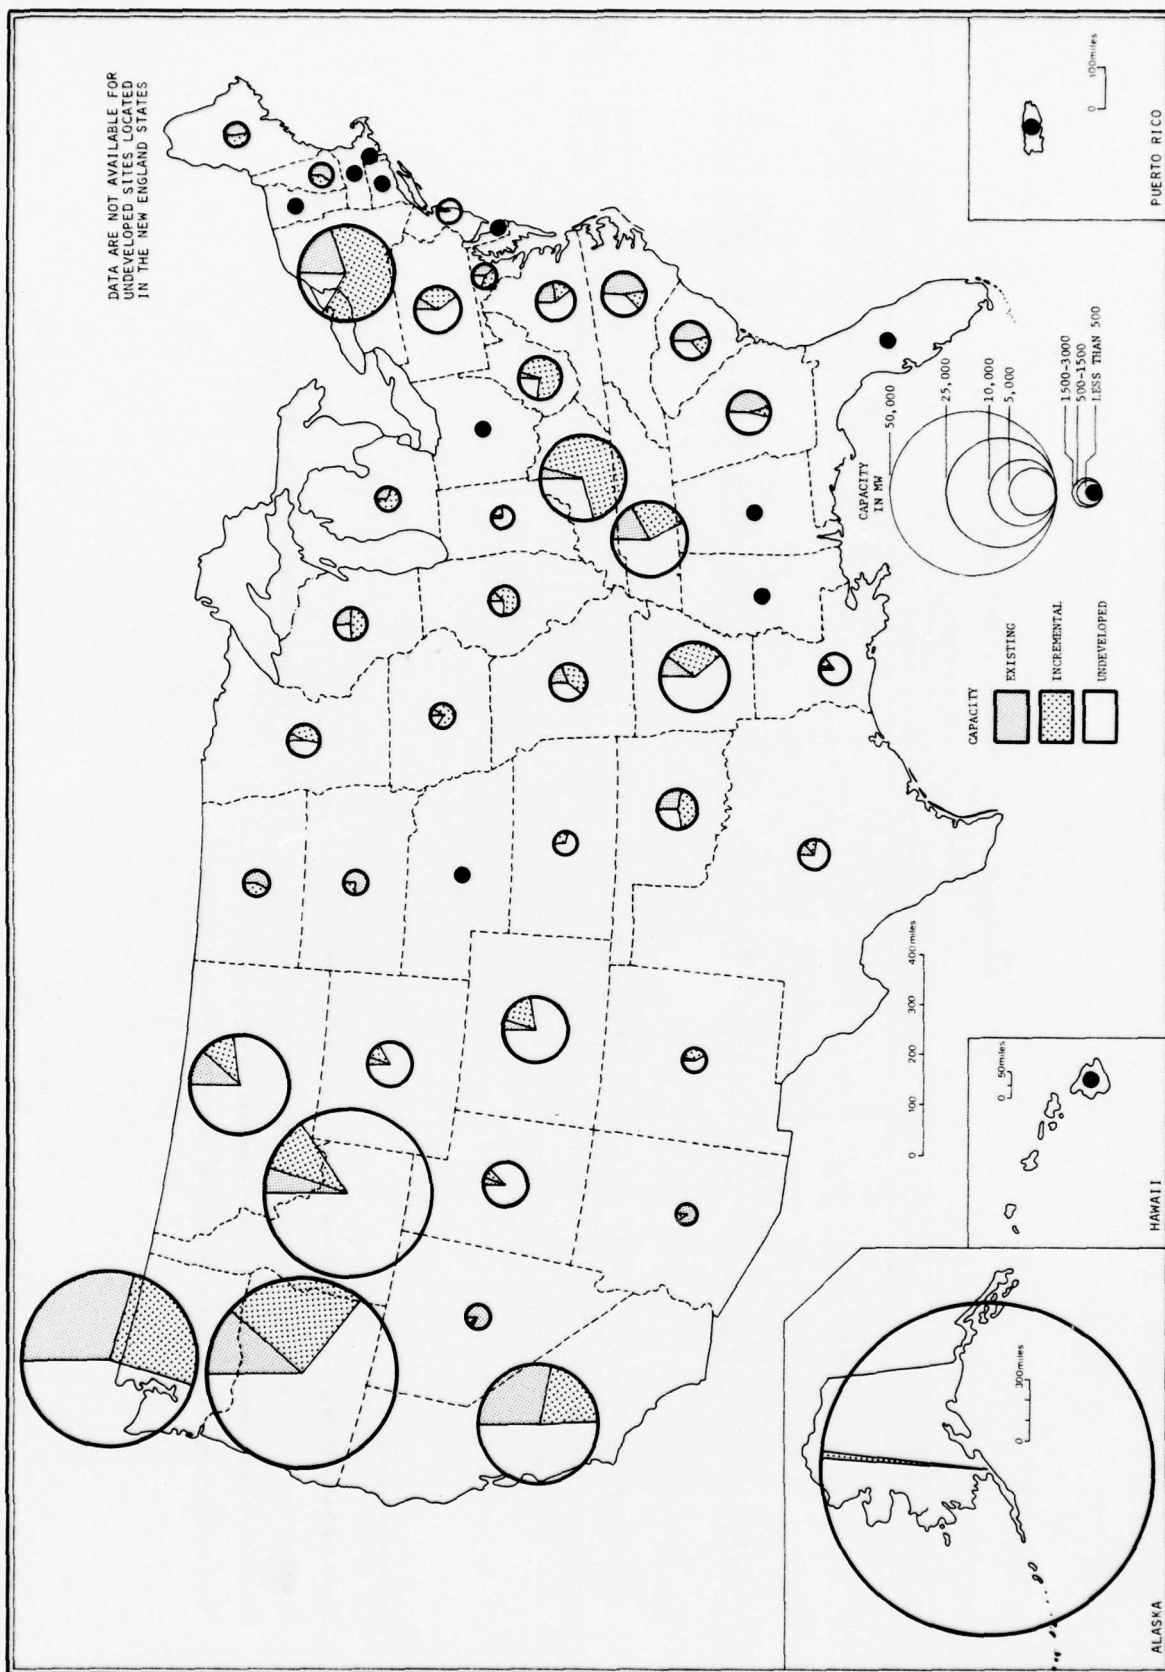 DATA ARE NOT AVAILABLE FOR
UNDEVELOPED SITES LOCATED
IN THE NEW ENGLAND STATES
CAPACITY
IN MW
50,000
25,000
10,000
5,000
1500-3000
500-1500
LESS THAN 500
CAPACITY
EXISTING
INCREMENTAL
UNDEVELOPED
0 100 200 300 400 miles
ALASKA
0 300 miles
HAWAII
0 50 miles
PUERTO RICO
0 100 miles